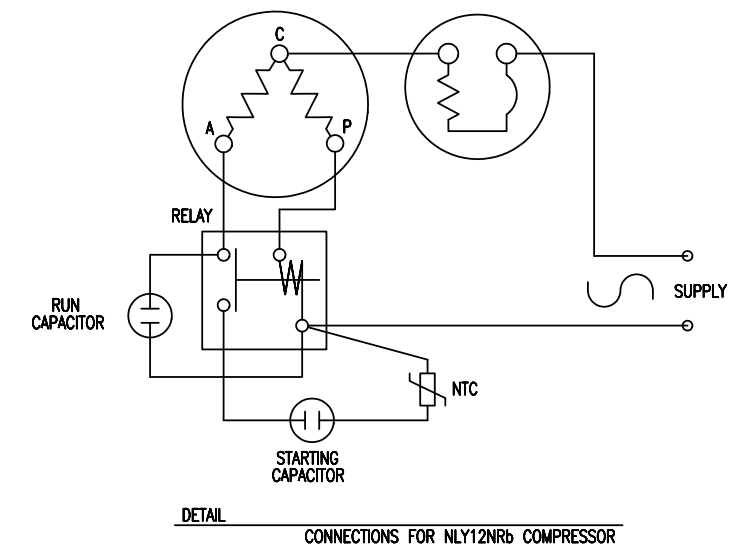 C
A
P
RELAY
RUN
CAPACITOR
SUPPLY
NTC
STARTING
CAPACITOR
DETAIL
CONNECTIONS FOR NLY12NRb COMPRESSOR